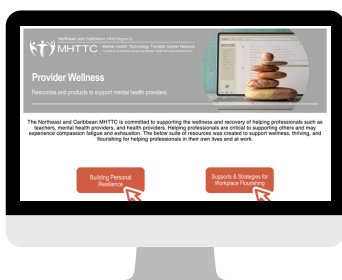 Northeast and Caribbean (HHS Region 2)
MHTTC
Mental Health Technology Transfer Center Network
Provider Wellness
Resources and products to support mental health providers
The Northeast and Caribbean MHTTC is committed to supporting the wellness and recovery of helping professionals such as
teachers, mental health providers, and health providers. Helping professionals are critical to supporting others and may
experience compassion fatigue and exhaustion. The below suite of resources was created to support wellness, thriving, and
flourishing for helping professionals in their own lives and at work.
Building Personal
Resilience
Supports & Strategies for
Workplace Flourishing